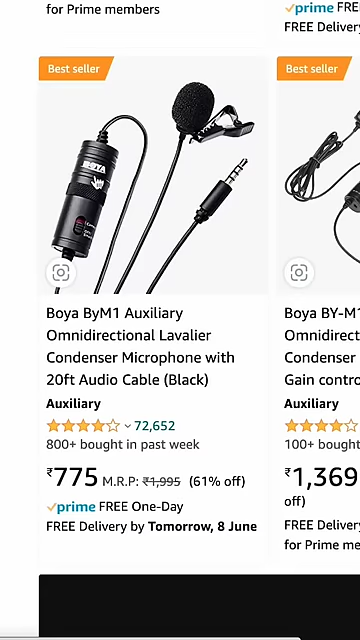 for Prime members
prime FRE
FREE Delivery
Best seller
BOYA
Boya ByM1 Auxiliary
Omnidirectional Lavalier
Condenser Microphone with
20ft Audio Cable (Black)
Auxiliary
72,652
800+ bought in past week
₹775 M.R.P.: ₹1,995 (61% off)
prime FREE One-Day
FREE Delivery by Tomorrow, 8 June
Best seller
Boya BY-M1
Omnidirect
Condenser
Gain contro
Auxiliary
100+ bought
₹1,369
off)
FREE Delivery
for Prime me